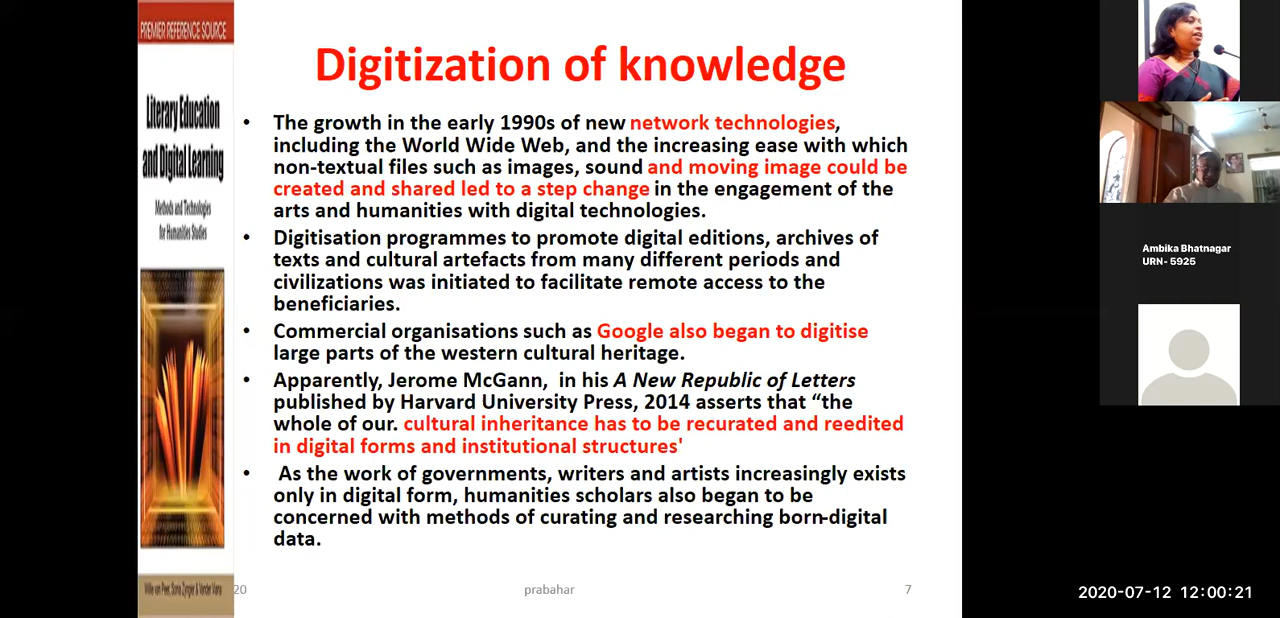 PREMIER REFERENCE SOURCE
Literary Education
and Digital Learning
Methods and Technologies
for Humanities Studies
Willie van Peer, Sonia Zyngier & Vander Viana
Digitization of knowledge
• The growth in the early 1990s of new network technologies,
including the World Wide Web, and the increasing ease with which
non-textual files such as images, sound and moving image could be
created and shared led to a step change in the engagement of the
arts and humanities with digital technologies.
• Digitisation programmes to promote digital editions, archives of
texts and cultural artefacts from many different periods and
civilizations was initiated to facilitate remote access to the
beneficiaries.
• Commercial organisations such as Google also began to digitise
large parts of the western cultural heritage.
• Apparently, Jerome McGann, in his A New Republic of Letters
published by Harvard University Press, 2014 asserts that “the
whole of our. cultural inheritance has to be recurated and reedited
in digital forms and institutional structures'
• As the work of governments, writers and artists increasingly exists
only in digital form, humanities scholars also began to be
concerned with methods of curating and researching born-digital
data.
20
prabahar
7
Ambika Bhatnagar
URN- 5925
2020-07-12 12:00:21